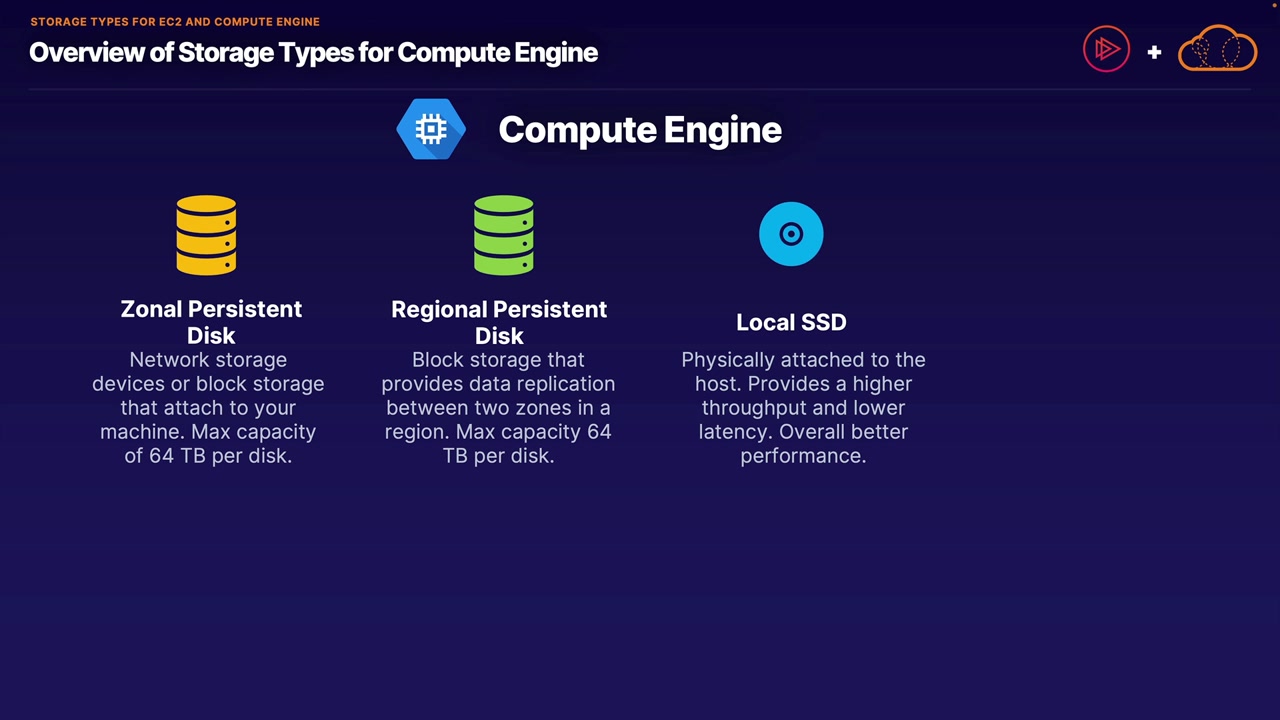 STORAGE TYPES FOR EC2 AND COMPUTE ENGINE
Overview of Storage Types for Compute Engine
+
Compute Engine
Zonal Persistent
Disk
Network storage
devices or block storage
that attach to your
machine. Max capacity
of 64 TB per disk.
Regional Persistent
Disk
Block storage that
provides data replication
between two zones in a
region. Max capacity 64
TB per disk.
Local SSD
Physically attached to the
host. Provides a higher
throughput and lower
latency. Overall better
performance.